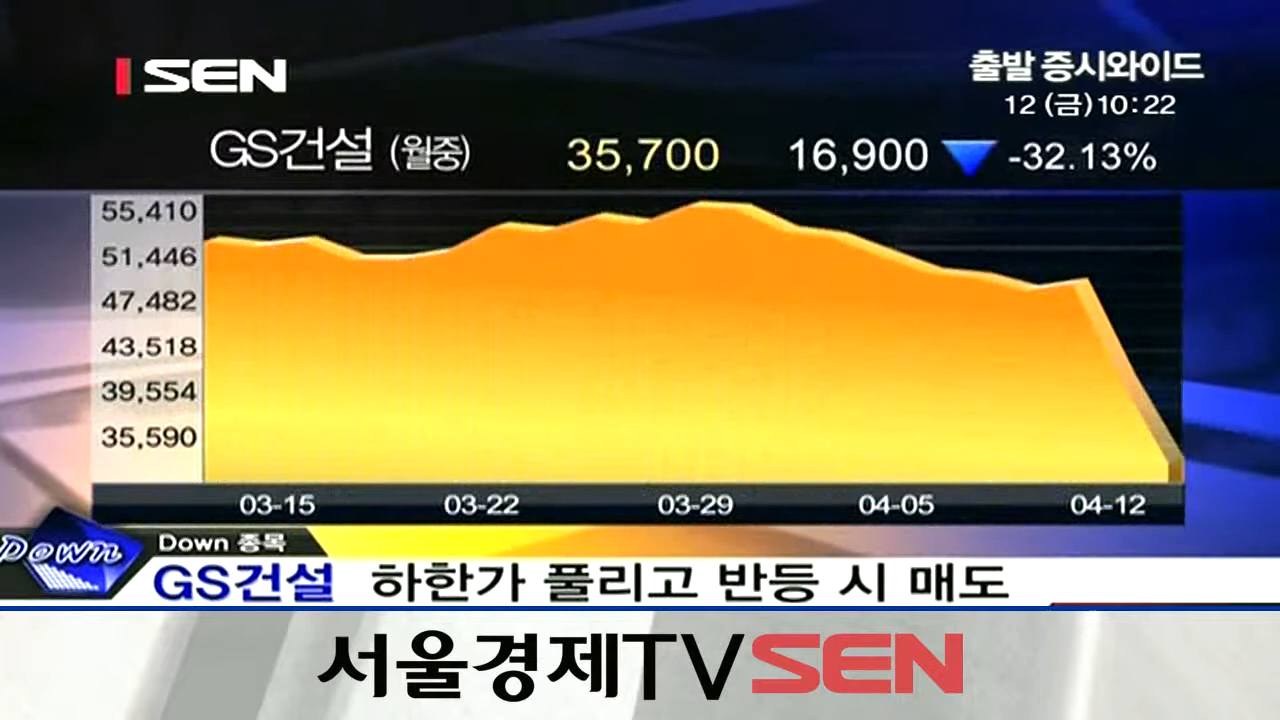 SEN
출발 증시와이드
12 (금) 10:22
GS건설 (월중) 35,700 16,900 -32.13%
55,410
51,446
47,482
43,518
39,554
35,590
03-15 03-22 03-29 04-05 04-12
Down
Down 종목
GS건설 하한가 풀리고 반등 시 매도
서울경제TV SEN